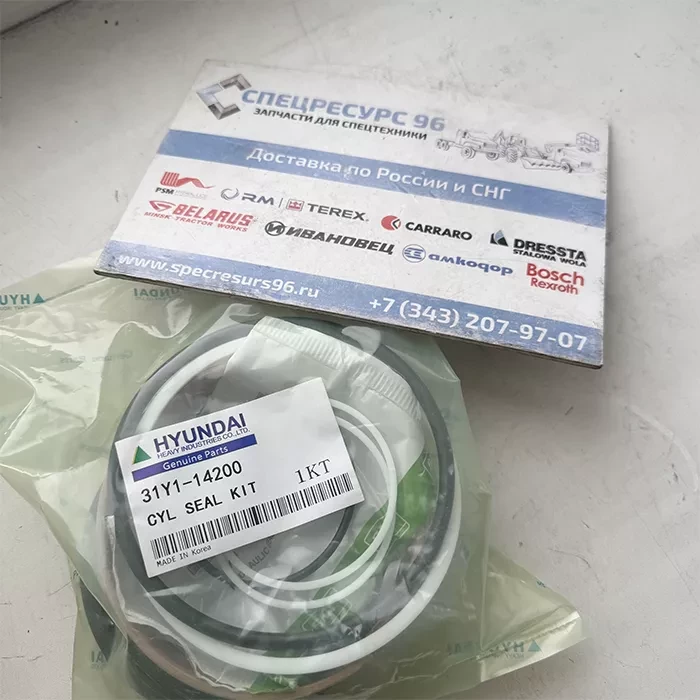 СПЕЦРЕСУРС 96
ЗАПЧАСТИ ДЛЯ СПЕЦТЕХНИКИ
Доставка по России и СНГ
PSM
RM
TEREX
CARRARO
DRESSTA
STALOWA WOLA
BELARUS
MINSK TRACTOR WORKS
ИВАНОВЕЦ
амкодор
Bosch
Rexroth
www.specresurs96.ru
+7 (343) 207-97-07
HYUNDAI
HEAVY INDUSTRIES CO.,LTD.
Genuine Parts
31Y1-14200
CYL SEAL KIT 1KT
MADE IN Korea
HYUNDAI